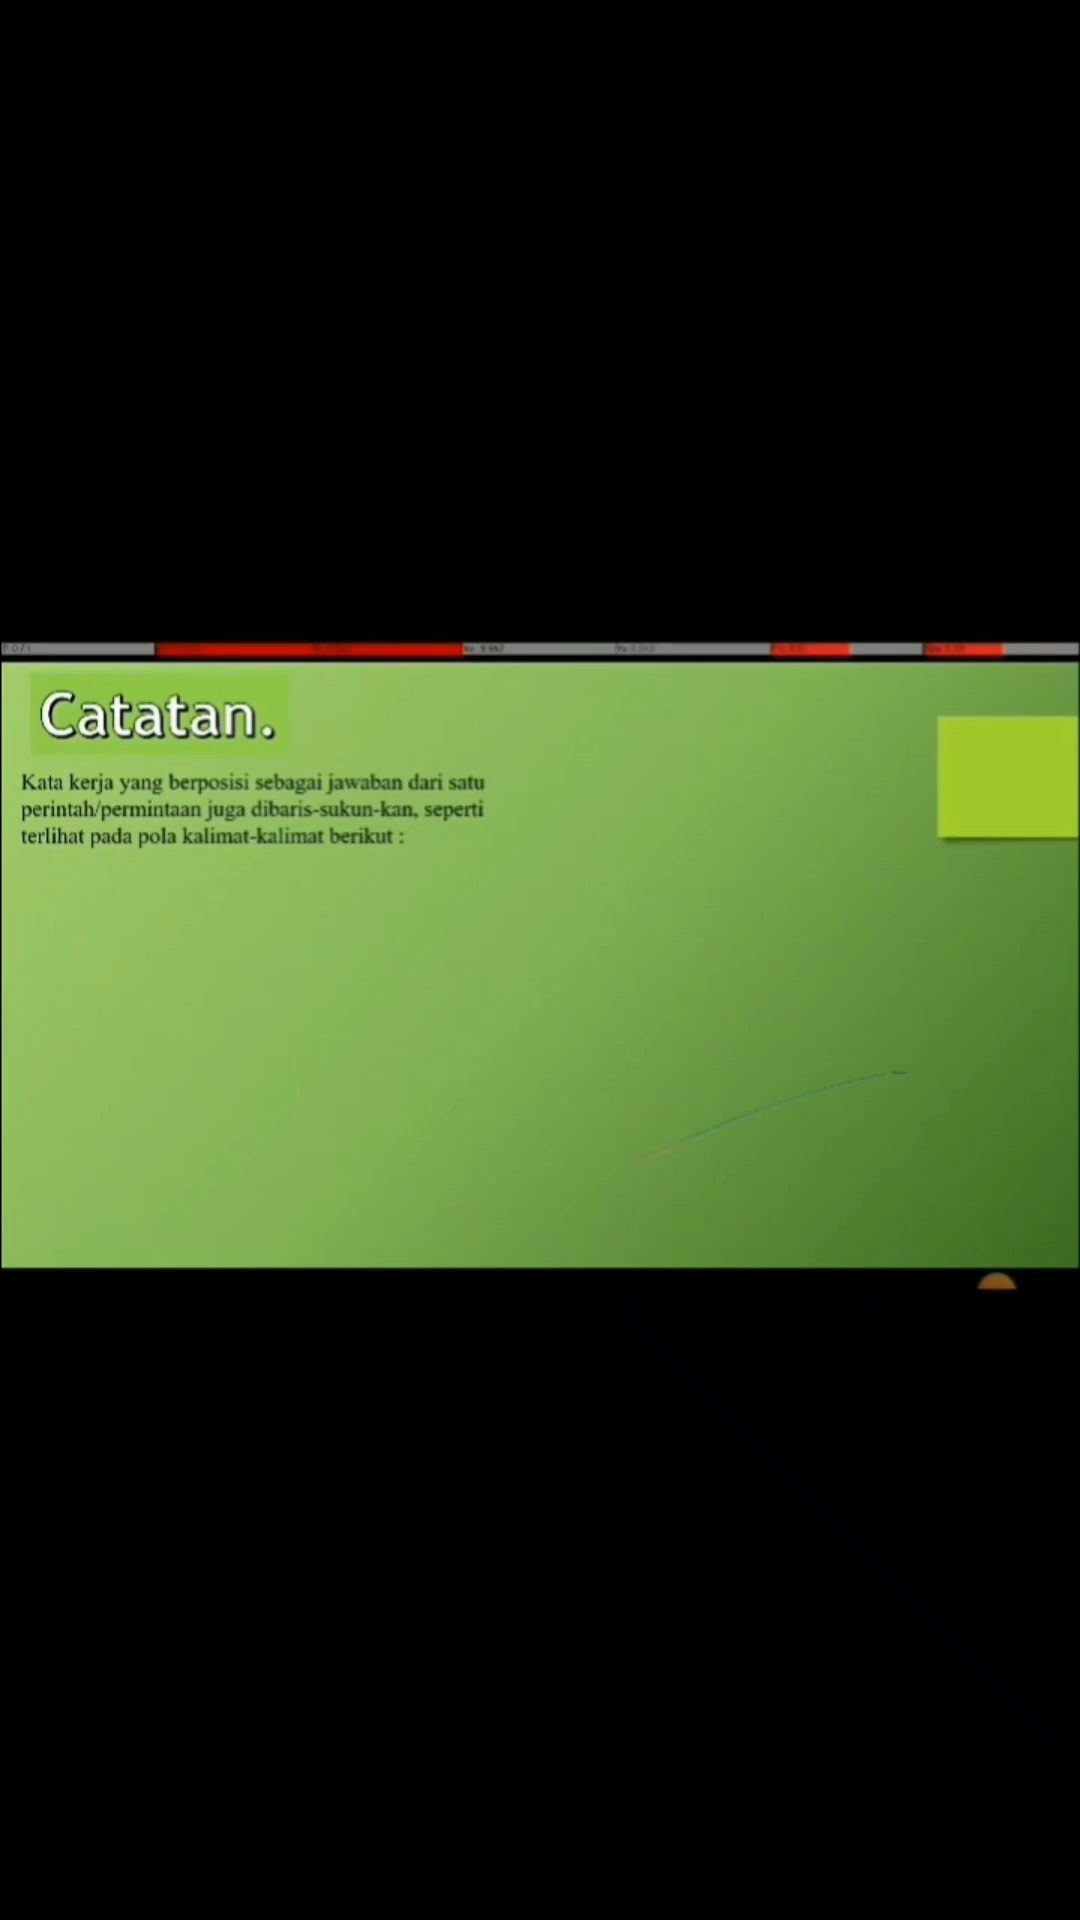 Catatan.
Kata kerja yang berposisi sebagai jawaban dari satu
perintah/permintaan juga dibaris-sukun-kan, seperti
terlihat pada pola kalimat-kalimat berikut :